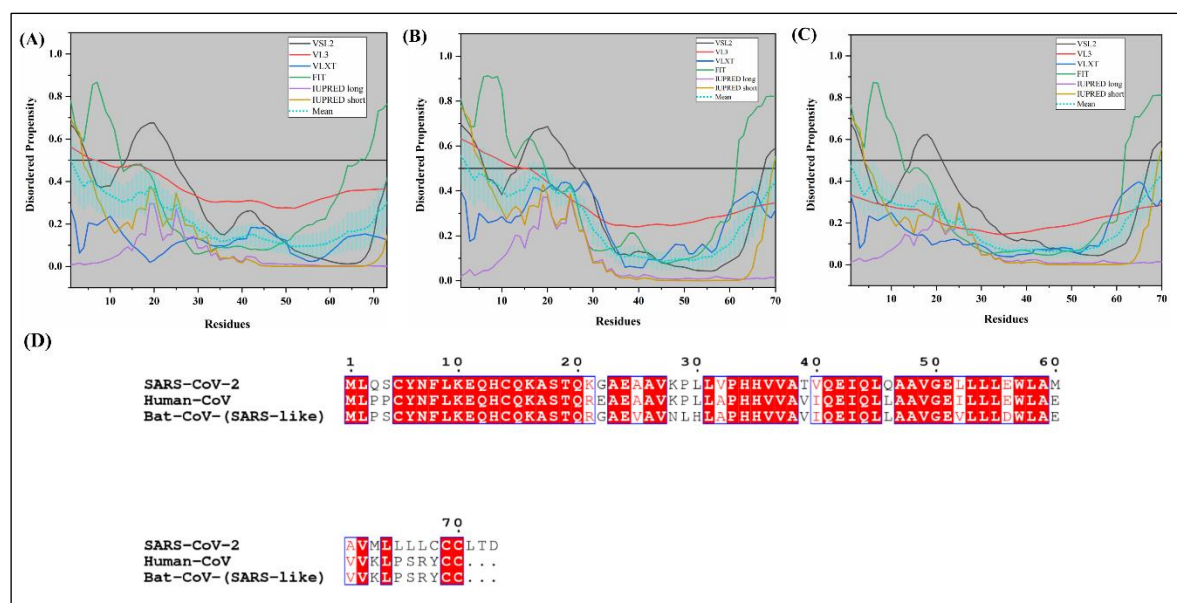 (A)
VSL2
VL3
VLXT
FIT
IUPRED long
IUPRED short
Mean
Disordered Propensity
1.0
0.8
0.6
0.4
0.2
0.0
10 20 30 40 50 60 70
Residues
(B)
VSL2
VL3
VLXT
FIT
IUPRED long
IUPRED short
Mean
Disordered Propensity
1.0
0.8
0.6
0.4
0.2
0.0
10 20 30 40 50 60 70
Residues
(C)
VSL2
VL3
VLXT
FIT
IUPRED long
IUPRED short
Mean
Disordered Propensity
1.0
0.8
0.6
0.4
0.2
0.0
10 20 30 40 50 60 70
Residues
(D)
1 10 20 30 40 50 60
SARS-CoV-2 MLQSCYNFLKEQHCQKASTQKGAEAAVKPLLVPHHVVATVQEIQLQAAVGELLLLEWLAM
Human-CoV MLPPCYNFLKEQHCQKASTQREAEAAVKPLLAPHHVVAVIQEIQLLAAVGEILLLEWLAE
Bat-CoV-(SARS-like) MLPSCYNFLKEQHCQKASTQRGAEVAVNLHLAPHHVVAVIQEIQLLAAVGEVLLLDWLAE
70
SARS-CoV-2 AVMLLLLCCCLTD
Human-CoV VVKLPSRYCC...
Bat-CoV-(SARS-like) VVKLPSRYCC...